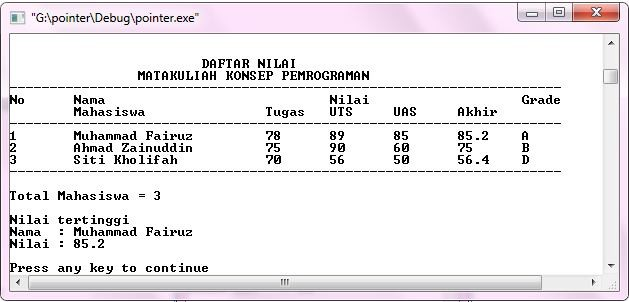 "G:\pointer\Debug\pointer.exe"
DAFTAR NILAI
MATAKULIAH KONSEP PEMROGRAMAN
No Nama Nilai Grade
Mahasiswa Tugas UTS UAS Akhir
1 Muhammad Fairuz 78 89 85 85.2 A
2 Ahmad Zainuddin 75 90 60 75 B
3 Siti Kholifah 70 56 50 56.4 D
Total Mahasiswa = 3
Nilai tertinggi
Nama : Muhammad Fairuz
Nilai : 85.2
Press any key to continue